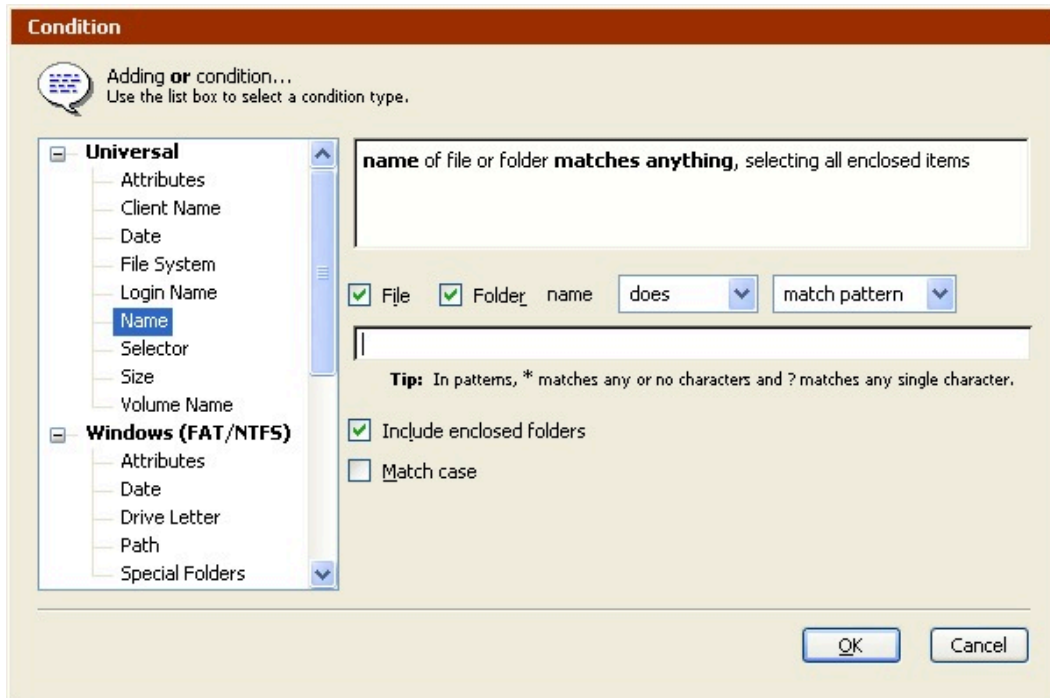 Condition
Adding or condition...
Use the list box to select a condition type.
Universal
Attributes
Client Name
Date
File System
Login Name
Name
Selector
Size
Volume Name
Windows (FAT/NTFS)
Attributes
Date
Drive Letter
Path
Special Folders
name of file or folder matches anything, selecting all enclosed items
File Folder name does match pattern
Tip: In patterns, * matches any or no characters and ? matches any single character.
Include enclosed folders
Match case
OK Cancel